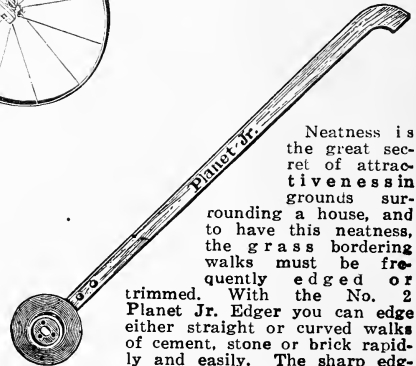 Planet Jr.
Neatness is
the great sec-
ret of attrac-
tiveness in
grounds sur-
rounding a house, and
to have this neatness,
the grass bordering
walks must be fre-
quently edged or
trimmed. With the No. 2
Planet Jr. Edger you can edge
either straight or curved walks
of cement, stone or brick rapid-
ly and easily. The sharp edg-